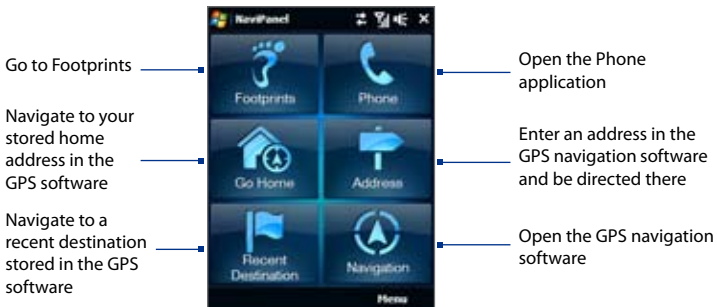 NaviPanel
Go to Footprints
Footprints
Phone
Open the Phone
application
Navigate to your
stored home
address in the
GPS software
Go Home
Address
Enter an address in the
GPS navigation software
and be directed there
Navigate to a
recent destination
stored in the GPS
software
Recent
Destination
Navigation
Open the GPS navigation
software
Menu